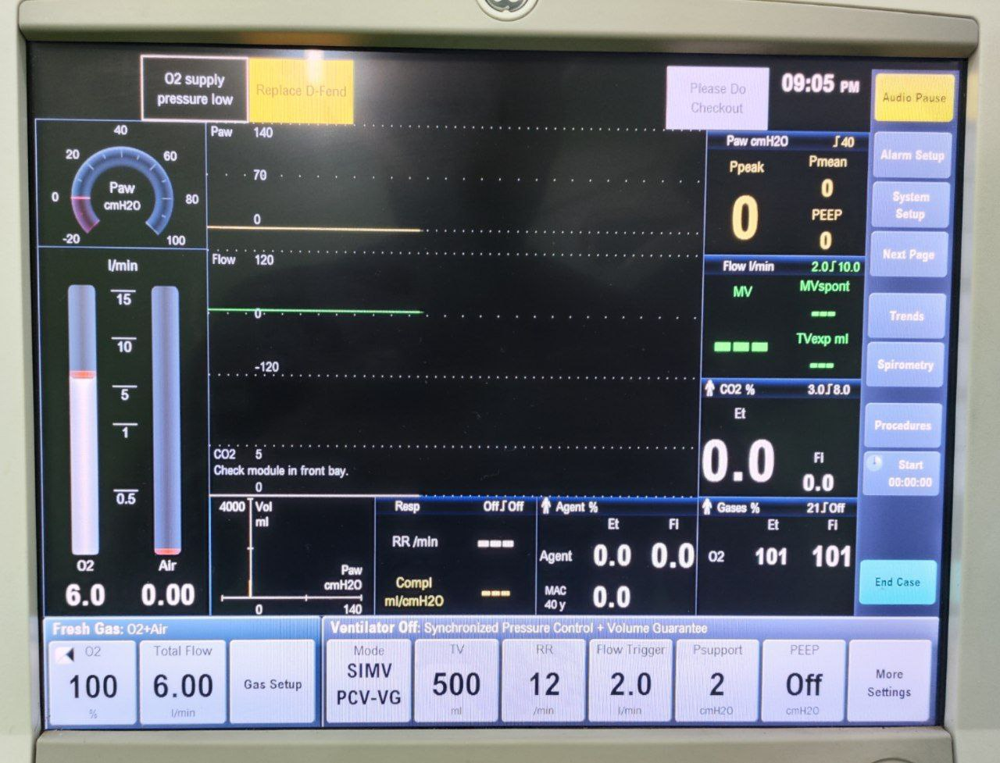 O2 supply
pressure low
Replace D-Fend
Please Do
Checkout
09:05 PM
Audio Pause
40
20
60
0
80
-20
100
Paw
cmH2O
Paw
140
70
0
Paw cmH2O
40
Ppeak
Pmean
0
0
PEEP
0
Alarm Setup
System
Setup
Next Page
Trends
Spirometry
Procedures
Start
00:00:00
End Case
l/min
15
10
5
1
0.5
O2
Air
6.0
0.00
Flow
120
0
-120
Flow l/min
2.0 10.0
MV
MVspont
---
---
TVexp ml
---
CO2
5
Check module in front bay.
0
CO2 %
3.0 8.0
Et
0.0
Fi
0.0
4000
Vol
ml
Paw
cmH2O
0
140
Resp
Off Off
RR /min
---
Compl
ml/cmH2O
---
Agent %
Et
Fi
Agent
0.0
0.0
MAC
40 y
0.0
Gases %
21 Off
Et
Fi
O2
101
101
Fresh Gas: O2+Air
Ventilator Off: Synchronized Pressure Control + Volume Guarantee
O2
100
%
Total Flow
6.00
l/min
Gas Setup
Mode
SIMV
PCV-VG
TV
500
ml
RR
12
/min
Flow Trigger
2.0
l/min
Psupport
2
cmH2O
PEEP
Off
cmH2O
More
Settings